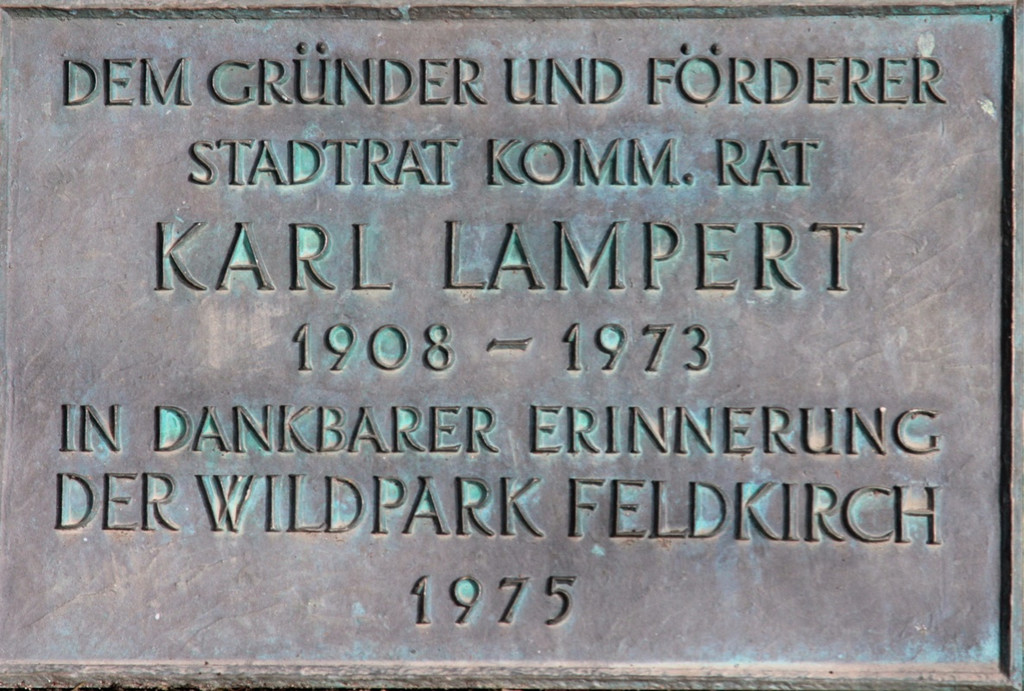 DEM GRÜNDER UND FÖRDERER
STADTRAT KOMM. RAT
KARL LAMPERT
1908 – 1973
IN DANKBARER ERINNERUNG
DER WILDPARK FELDKIRCH
1975